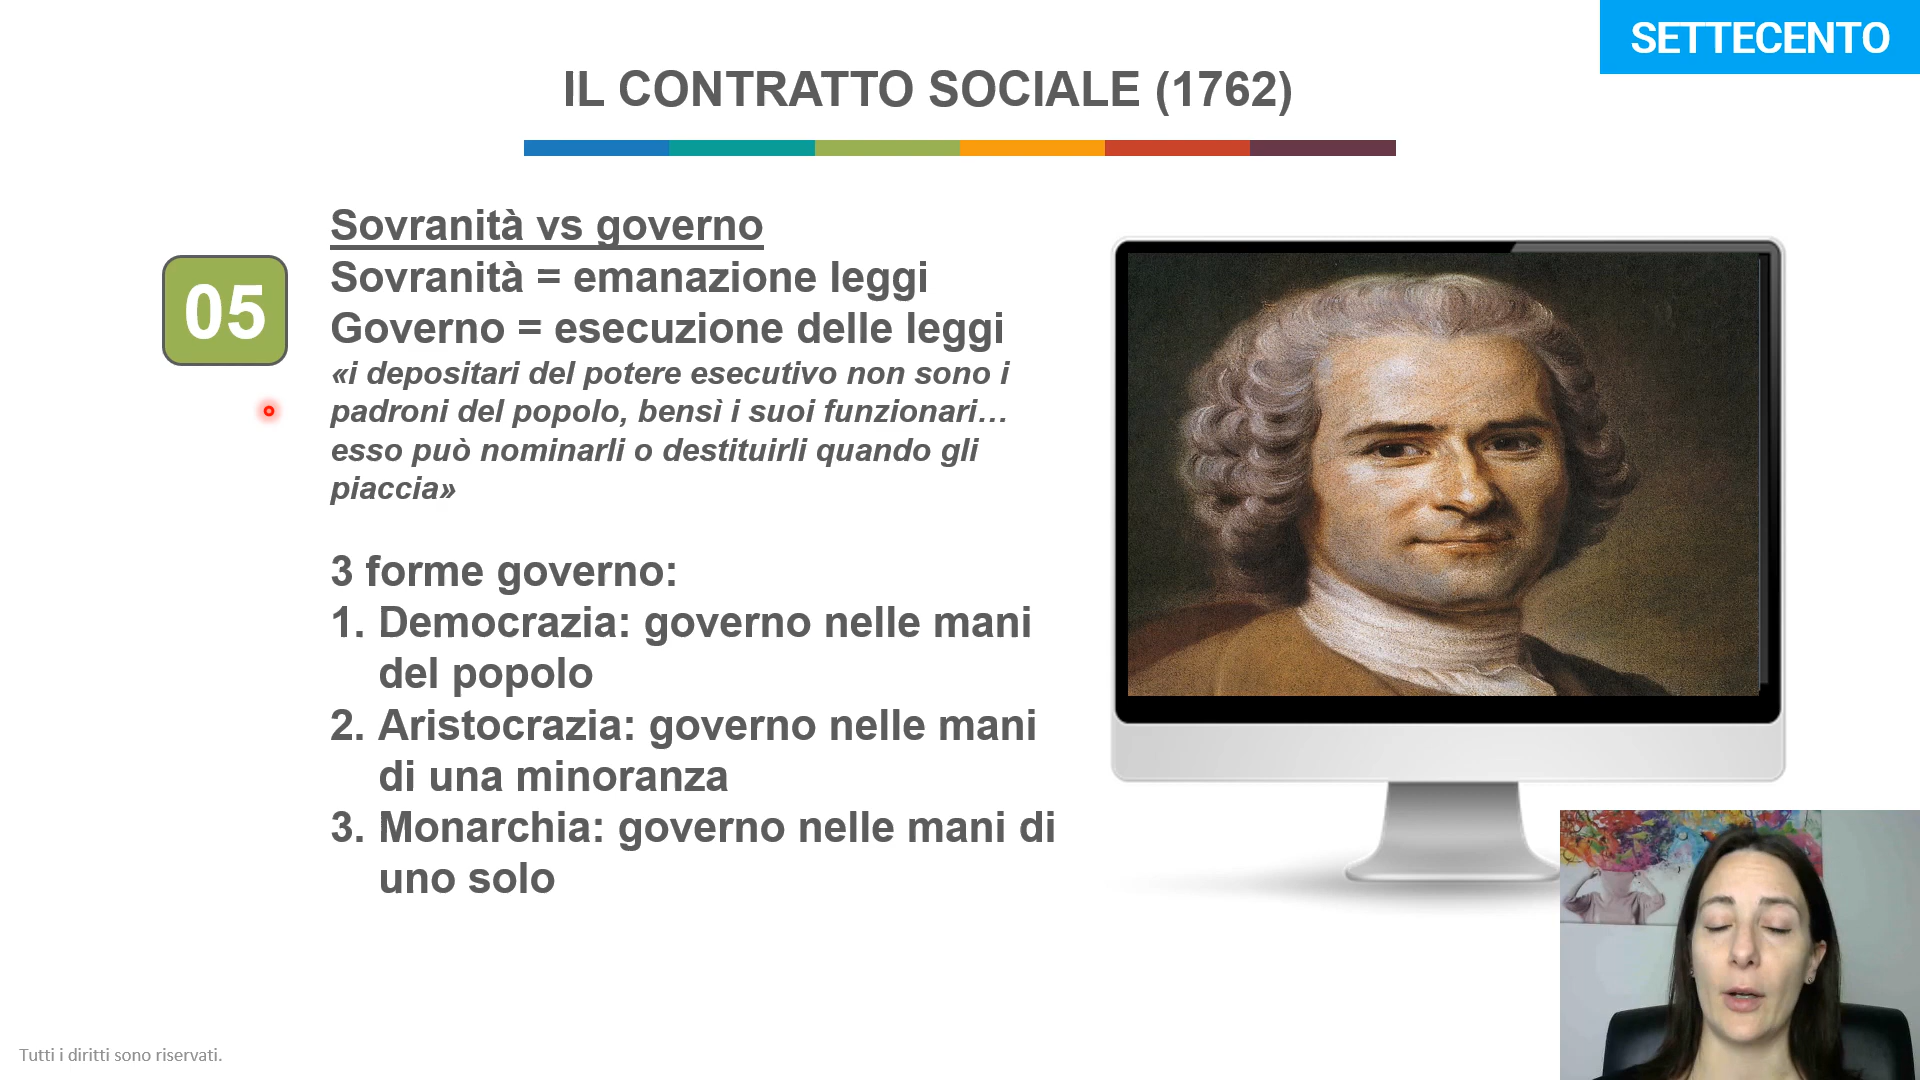 SETTECENTO
IL CONTRATTO SOCIALE (1762)
05
Sovranità vs governo
Sovranità = emanazione leggi
Governo = esecuzione delle leggi
«i depositari del potere esecutivo non sono i
padroni del popolo, bensì i suoi funzionari…
esso può nominarli o destituirli quando gli
piaccia»
3 forme governo:
1. Democrazia: governo nelle mani
del popolo
2. Aristocrazia: governo nelle mani
di una minoranza
3. Monarchia: governo nelle mani di
uno solo
Tutti i diritti sono riservati.